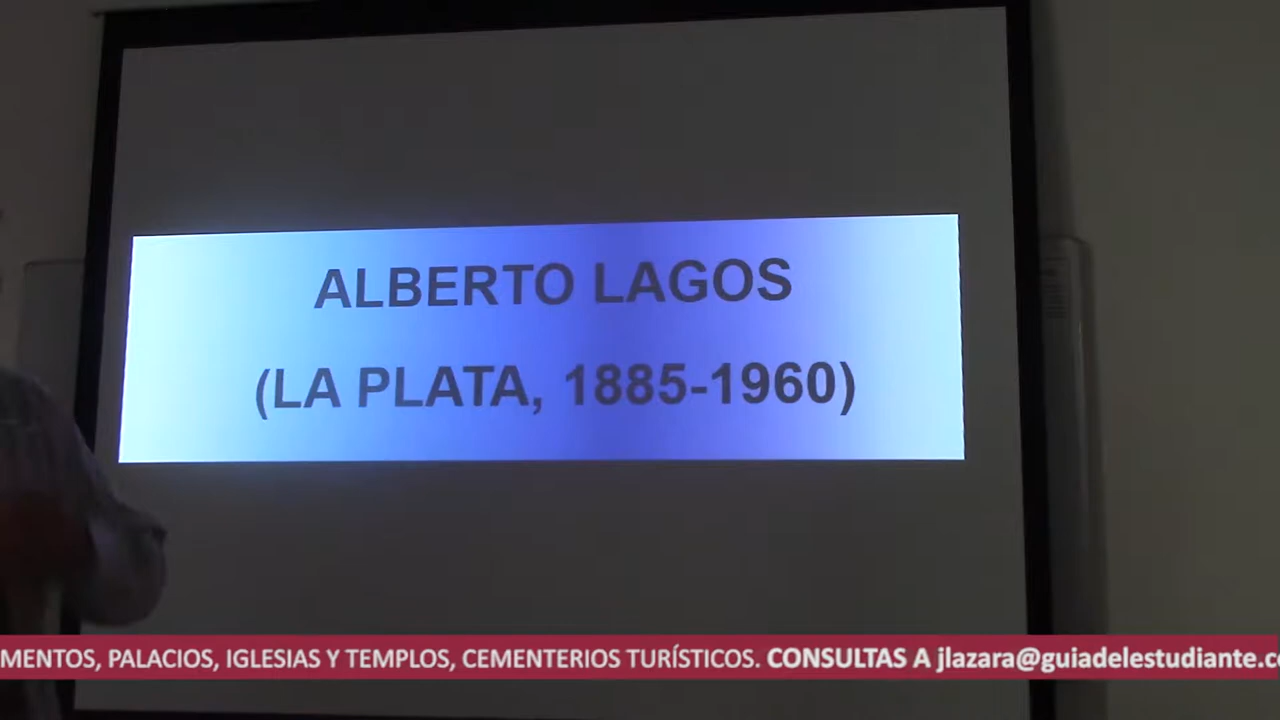 ALBERTO LAGOS
(LA PLATA, 1885-1960)
MENTOS, PALACIOS, IGLESIAS Y TEMPLOS, CEMENTERIOS TURÍSTICOS. CONSULTAS A jlazara@guiadelestudiante.c